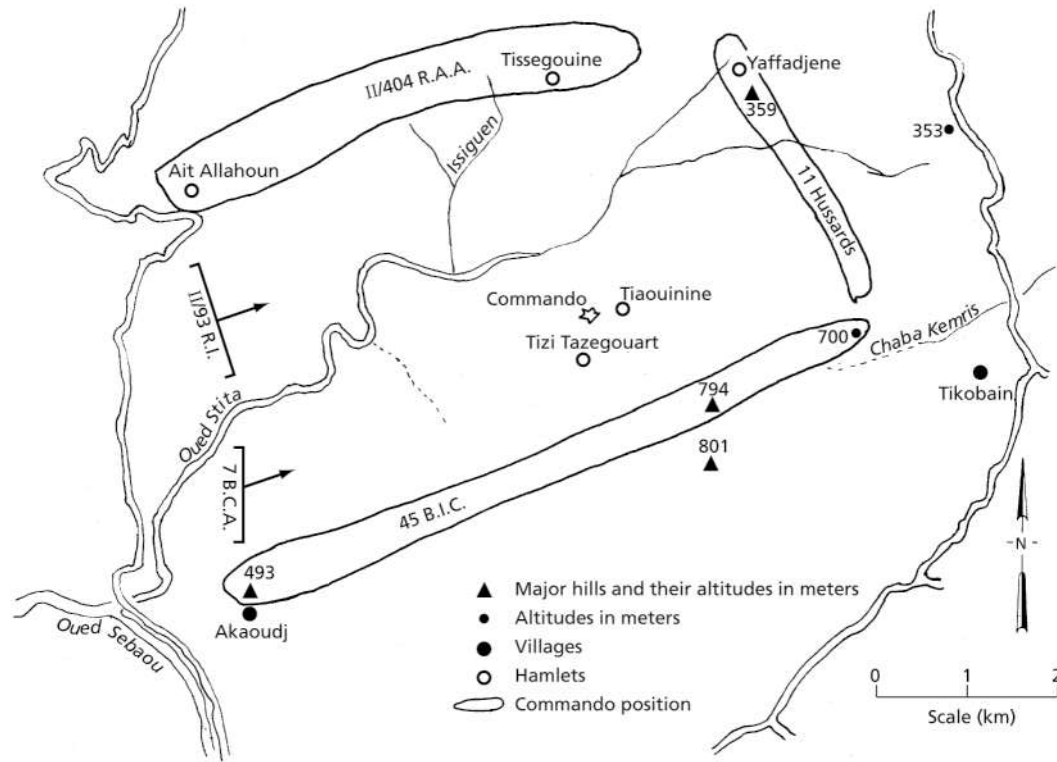 Tissegouine
II/404 R.A.A.
Yaffadjene
359
353
Issiguen
Ait Allahoun
11 Hussards
II/93 R.I.
Commando
Tiaouinine
Tizi Tazegouart
700
Chaba Kemris
Tikobain
794
Oued Stita
801
7 B.C.A.
45 B.I.C.
493
Akaoudj
Oued Sebaou
N
Major hills and their altitudes in meters
Altitudes in meters
Villages
Hamlets
Commando position
0 1 2
Scale (km)